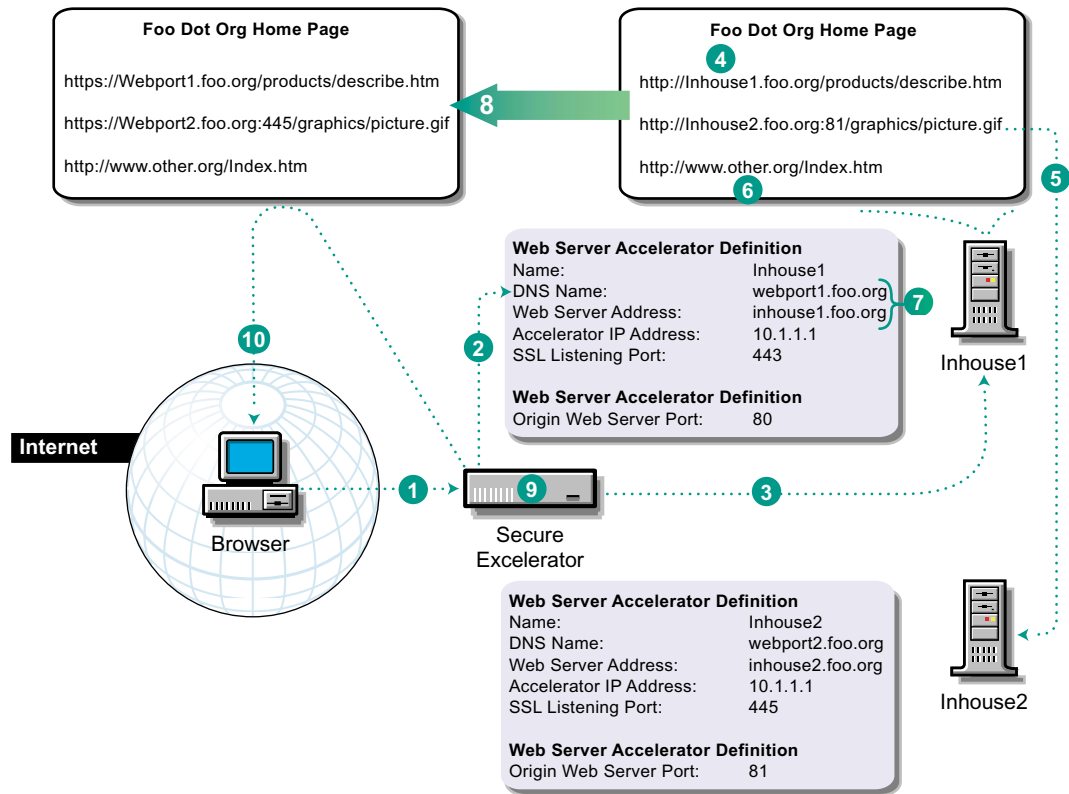 Foo Dot Org Home Page
https://Webport1.foo.org/products/describe.htm
https://Webport2.foo.org:445/graphics/picture.gif
http://www.other.org/Index.htm
8
Foo Dot Org Home Page
4
http://Inhouse1.foo.org/products/describe.htm
http://Inhouse2.foo.org:81/graphics/picture.gif
http://www.other.org/Index.htm
6
5
Web Server Accelerator Definition
Name: Inhouse1
DNS Name: webport1.foo.org
Web Server Address: inhouse1.foo.org
Accelerator IP Address: 10.1.1.1
SSL Listening Port: 443
Web Server Accelerator Definition
Origin Web Server Port: 80
7
2
10
Inhouse1
Internet
Browser
1
9
Secure
Excelerator
3
Web Server Accelerator Definition
Name: Inhouse2
DNS Name: webport2.foo.org
Web Server Address: inhouse2.foo.org
Accelerator IP Address: 10.1.1.1
SSL Listening Port: 445
Web Server Accelerator Definition
Origin Web Server Port: 81
Inhouse2